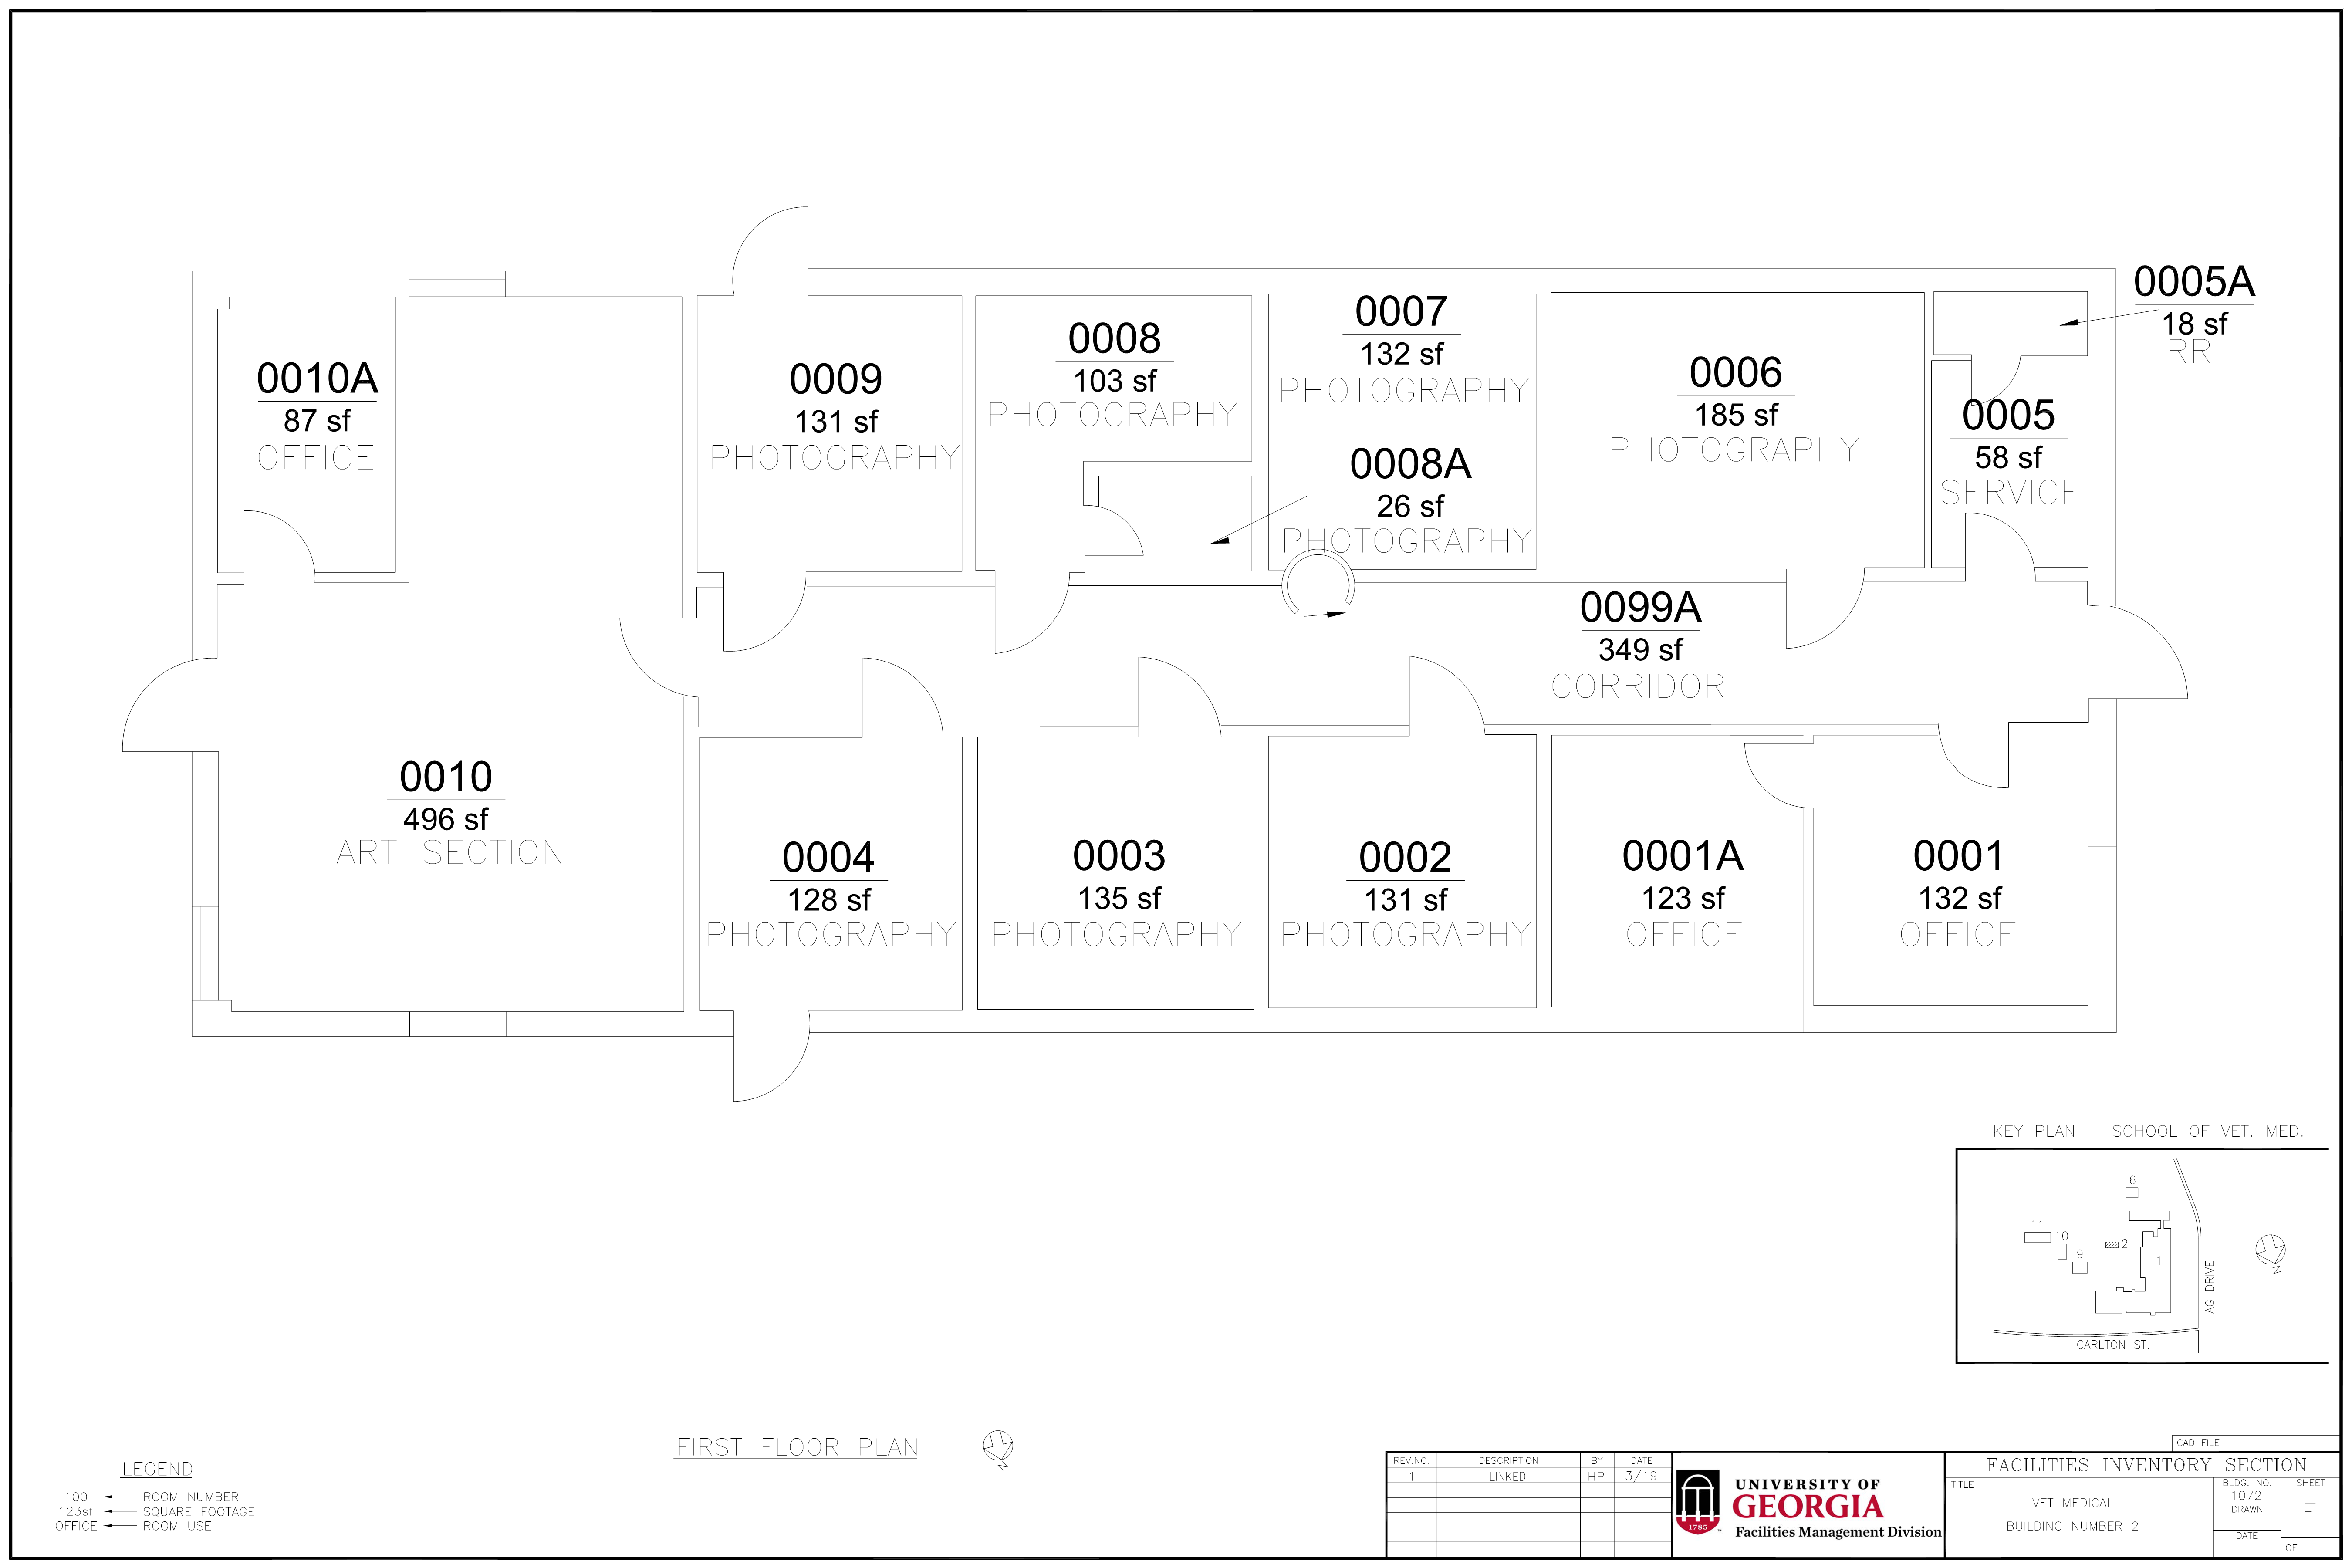 0005A
18 sf
RR
0007
132 sf
PHOTOGRAPHY
0008
103 sf
PHOTOGRAPHY
0006
185 sf
PHOTOGRAPHY
0010A
87 sf
OFFICE
0009
131 sf
PHOTOGRAPHY
0005
58 sf
SERVICE
0008A
26 sf
PHOTOGRAPHY
0099A
349 sf
CORRIDOR
0010
496 sf
ART SECTION
0004
128 sf
PHOTOGRAPHY
0003
135 sf
PHOTOGRAPHY
0002
131 sf
PHOTOGRAPHY
0001A
123 sf
OFFICE
0001
132 sf
OFFICE
KEY PLAN - SCHOOL OF VET. MED.
6
11
10
9
2
1
AG DRIVE
N
CARLTON ST.
FIRST FLOOR PLAN
N
LEGEND
100 ROOM NUMBER
123sf SQUARE FOOTAGE
OFFICE ROOM USE
REV.NO. DESCRIPTION BY DATE
1 LINKED HP 3/19
1785
UNIVERSITY OF
GEORGIA
Facilities Management Division
CAD FILE
FACILITIES INVENTORY SECTION
TITLE
VET MEDICAL
BUILDING NUMBER 2
BLDG. NO.
1072
DRAWN
DATE
SHEET
F
OF